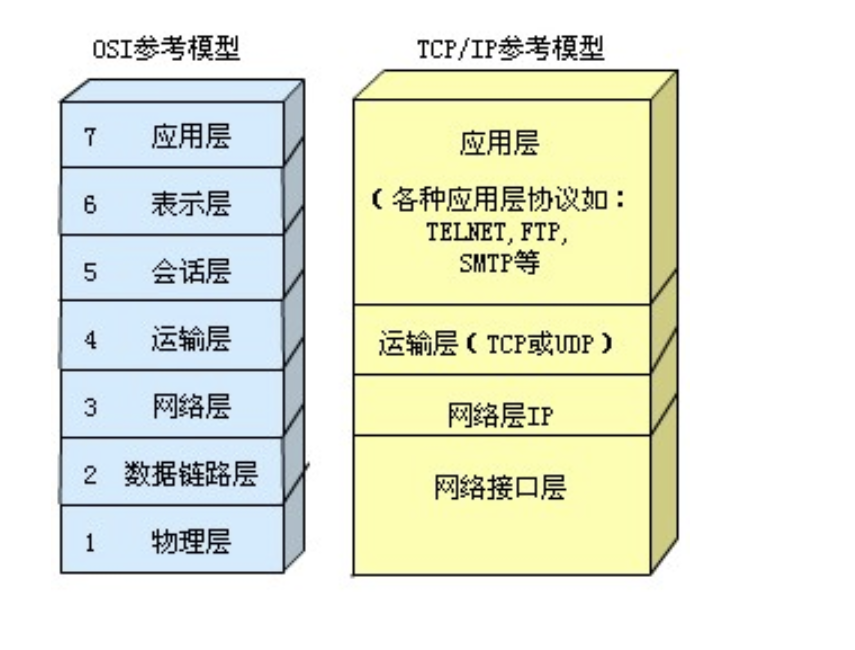 OSI参考模型
7 应用层
6 表示层
5 会话层
4 运输层
3 网络层
2 数据链路层
1 物理层
TCP/IP参考模型
应用层
(各种应用层协议如:
TELNET,FTP,
SMTP等
运输层(TCP或UDP)
网络层IP
网络接口层